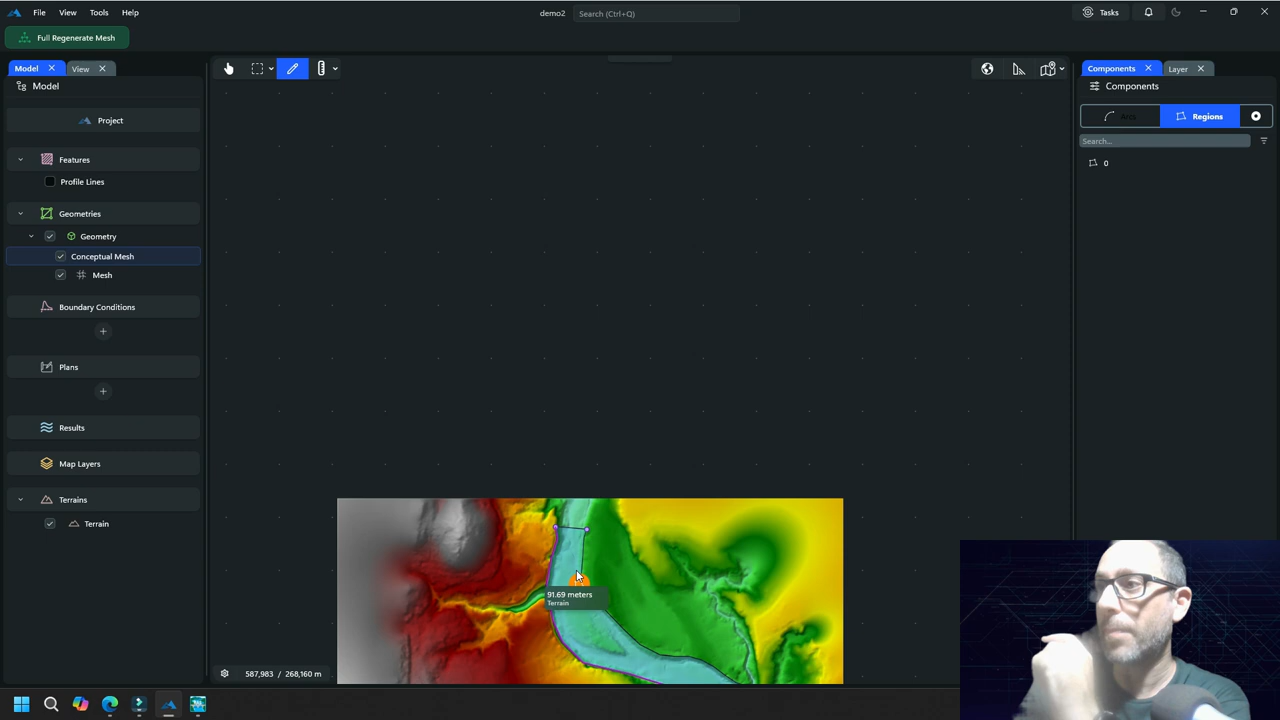 File View Tools Help
demo2
Search (Ctrl+Q)
Tasks
Full Regenerate Mesh
Model
View
Components
Layer
Model
Components
Project
Arcs
Regions
Search...
0
Features
Profile Lines
Geometries
Geometry
Conceptual Mesh
Mesh
Boundary Conditions
+
Plans
+
Results
Map Layers
Terrains
Terrain
91.69 meters
Terrain
587,983 / 268,160 m